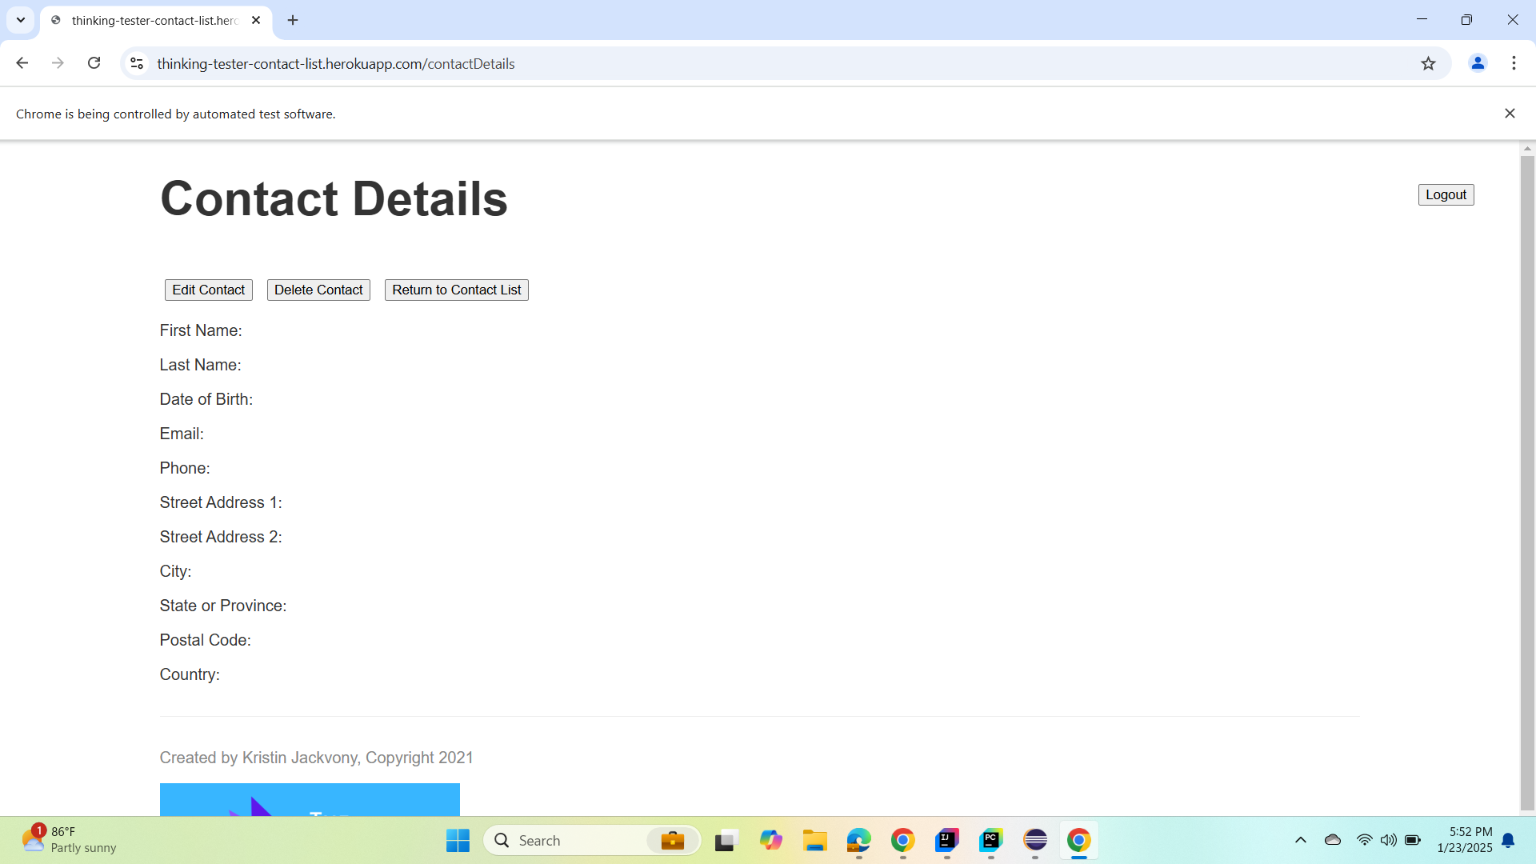 thinking-tester-contact-list.herc
thinking-tester-contact-list.herokuapp.com/contactDetails
Chrome is being controlled by automated test software.
Contact Details
Logout
Edit Contact Delete Contact Return to Contact List
First Name:
Last Name:
Date of Birth:
Email:
Phone:
Street Address 1:
Street Address 2:
City:
State or Province:
Postal Code:
Country:
Created by Kristin Jackvony, Copyright 2021
1 86°F
Partly sunny
Search
IJ
PC
5:52 PM
1/23/2025